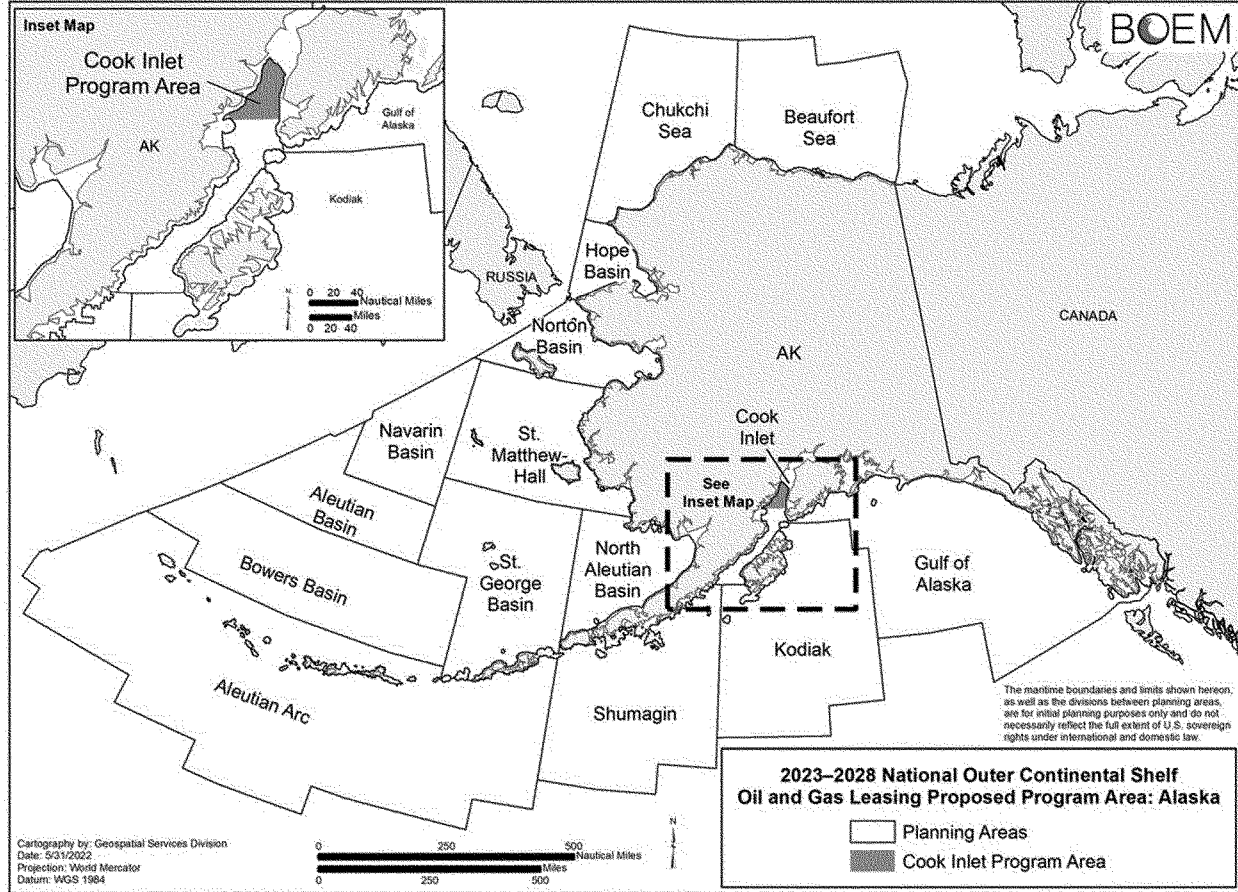 Inset Map
Cook Inlet
Program Area
Gulf of
Alaska
AK
Kodiak
N
0 20 40
Nautical Miles
Miles
0 20 40
BOEM
Chukchi
Sea
Beaufort
Sea
Hope
Basin
RUSSIA
Norton
Basin
CANADA
AK
Cook
Inlet
Navarin
Basin
St.
Matthew-
Hall
See
Inset Map
Aleutian
Basin
Bowers Basin
St.
George
Basin
North
Aleutian
Basin
Gulf of
Alaska
Kodiak
Aleutian Arc
Shumagin
The maritime boundaries and limits shown hereon,
as well as the divisions between planning areas,
are for initial planning purposes only and do not
necessarily reflect the full extent of U.S. sovereign
rights under international and domestic law.
2023–2028 National Outer Continental Shelf
Oil and Gas Leasing Proposed Program Area: Alaska
Planning Areas
Cook Inlet Program Area
Cartography by: Geospatial Services Division
Date: 5/31/2022
Projection: World Mercator
Datum: WGS 1984
0 250 500
Nautical Miles
Miles
0 250 500
N